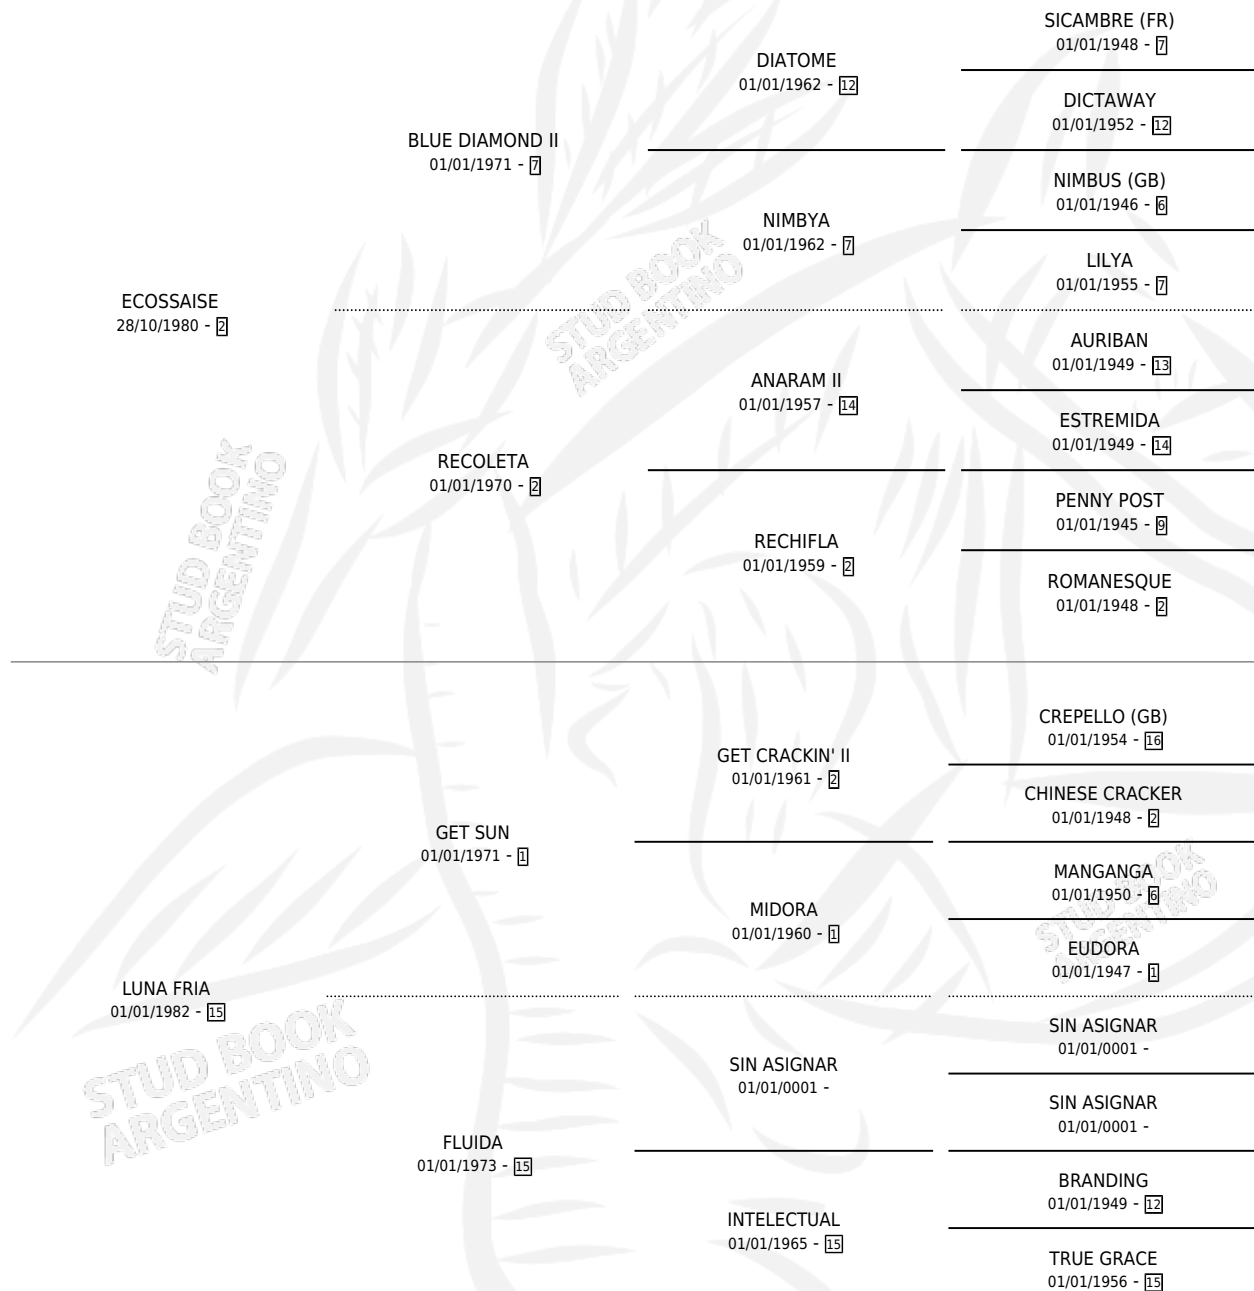 SICAMBRE (FR)
01/01/1948 - 7
DIATOME
01/01/1962 - 12
DICTAWAY
01/01/1952 - 12
BLUE DIAMOND II
01/01/1971 - 7
NIMBUS (GB)
01/01/1946 - 6
NIMBYA
01/01/1962 - 7
LILYA
01/01/1955 - 7
ECOSSAISE
28/10/1980 - 2
AURIBAN
01/01/1949 - 13
ANARAM II
01/01/1957 - 14
ESTREMIDA
01/01/1949 - 14
RECOLETA
01/01/1970 - 2
PENNY POST
01/01/1945 - 9
RECHIFLA
01/01/1959 - 2
ROMANESQUE
01/01/1948 - 2
CREPELLO (GB)
01/01/1954 - 16
GET CRACKIN' II
01/01/1961 - 2
CHINESE CRACKER
01/01/1948 - 2
GET SUN
01/01/1971 - 1
MANGANGA
01/01/1950 - 6
MIDORA
01/01/1960 - 1
EUDORA
01/01/1947 - 1
LUNA FRIA
01/01/1982 - 15
SIN ASIGNAR
01/01/0001 -
SIN ASIGNAR
01/01/0001 -
SIN ASIGNAR
01/01/0001 -
FLUIDA
01/01/1973 - 15
BRANDING
01/01/1949 - 12
INTELECTUAL
01/01/1965 - 15
TRUE GRACE
01/01/1956 - 15
STUD BOOK
ARGENTINO
STUD BOOK
ARGENTINO
STUD BOOK
ARGENTINO
STUD BOOK
ARGENTINO